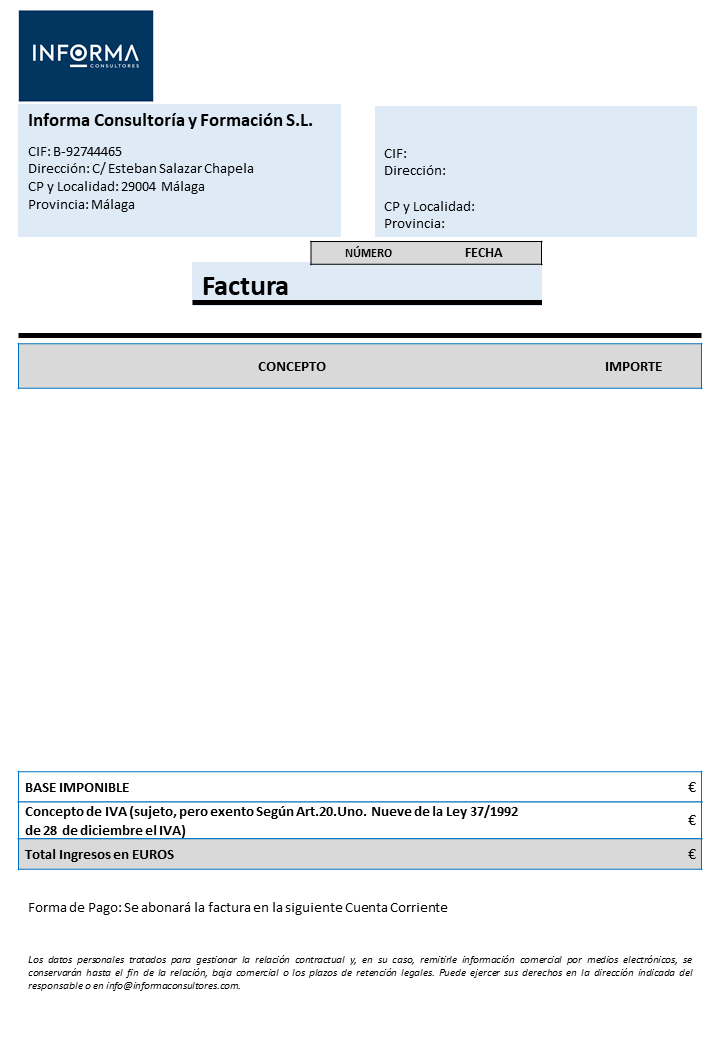 INFORMA
CONSULTORES
Informa Consultoría y Formación S.L.
CIF: B-92744465
Dirección: C/ Esteban Salazar Chapela
CP y Localidad: 29004 Málaga
Provincia: Málaga
CIF:
Dirección:
CP y Localidad:
Provincia:
NÚMERO FECHA
Factura
CONCEPTO IMPORTE
BASE IMPONIBLE €
Concepto de IVA (sujeto, pero exento Según Art.20.Uno. Nueve de la Ley 37/1992
de 28 de diciembre el IVA) €
Total Ingresos en EUROS €
Forma de Pago: Se abonará la factura en la siguiente Cuenta Corriente
Los datos personales tratados para gestionar la relación contractual y, en su caso, remitirle información comercial por medios electrónicos, se
conservarán hasta el fin de la relación, baja comercial o los plazos de retención legales. Puede ejercer sus derechos en la dirección indicada del
responsable o en info@informaconsultores.com.